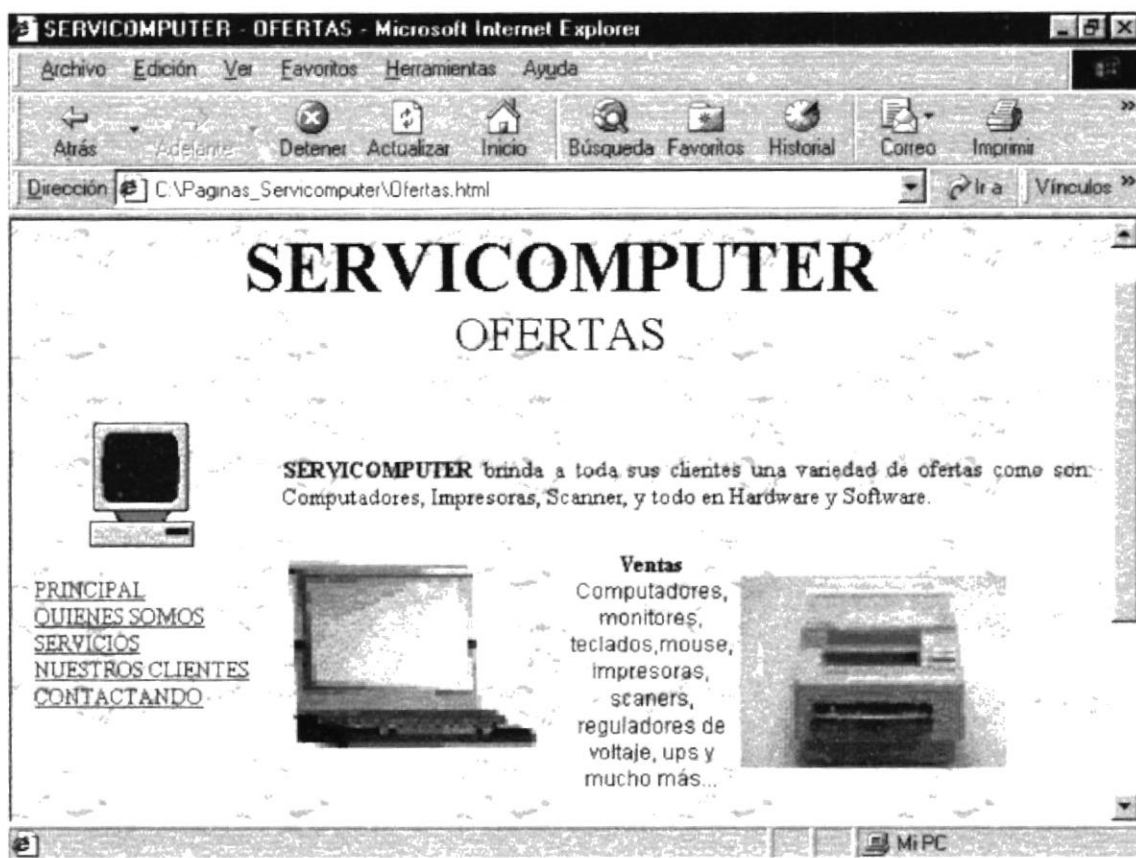 SERVICOMPUTER - OFERTAS - Microsoft Internet Explorer
Archivo Edición Ver Favoritos Herramientas Ayuda
Atrás Adelante Detener Actualizar Inicio Búsqueda Favoritos Historial Correo Imprimir
Dirección C:\Paginas_Servicomputer\Ofertas.html Ir a Vínculos
SERVICOMPUTER
OFERTAS
SERVICOMPUTER brinda a toda sus clientes una variedad de ofertas como son:
Computadores, Impresoras, Scanner, y todo en Hardware y Software.
PRINCIPAL
QUIENES SOMOS
SERVICIOS
NUESTROS CLIENTES
CONTACTANDO
Ventas
Computadores,
monitores,
teclados,mouse,
impresoras,
scaners,
reguladores de
voltaje, ups y
mucho más...
Mi PC